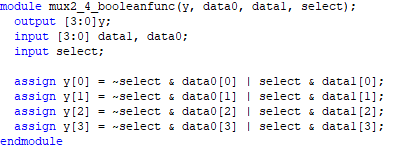 module mux2_4_booleanfunc(y, data0, data1, select);
output [3:0]y;
input [3:0] data1, data0;
input select;
assign y[0] = ~select & data0[0] | select & data1[0];
assign y[1] = ~select & data0[1] | select & data1[1];
assign y[2] = ~select & data0[2] | select & data1[2];
assign y[3] = ~select & data0[3] | select & data1[3];
endmodule